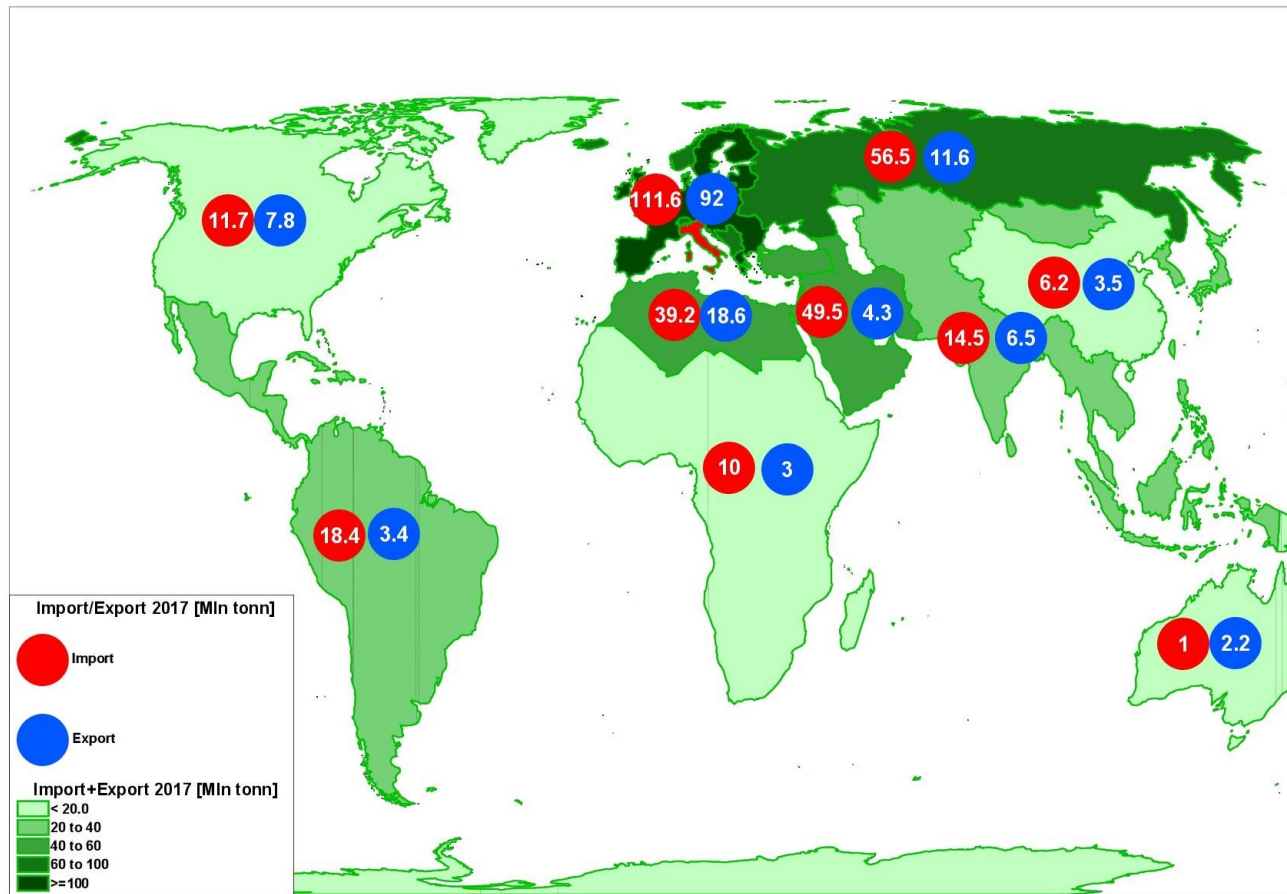 56.5 11.6
111.6 92
11.7 7.8
6.2 3.5
39.2 18.6 49.5 4.3
14.5 6.5
10 3
18.4 3.4
1 2.2
Import/Export 2017 [Mln tonn]
Import
Export
Import+Export 2017 [Mln tonn]
< 20.0
20 to 40
40 to 60
60 to 100
>=100